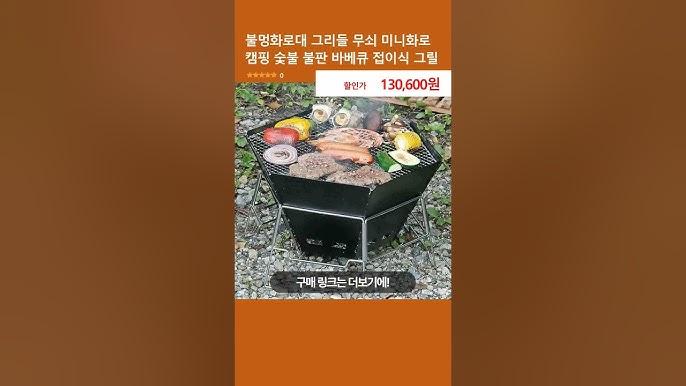 불멍화로대 그리들 무쇠 미니화로
캠핑 숯불 불판 바베큐 접이식 그릴
★★★★★ 0
할인가 130,600원
구매 링크는 더보기에!